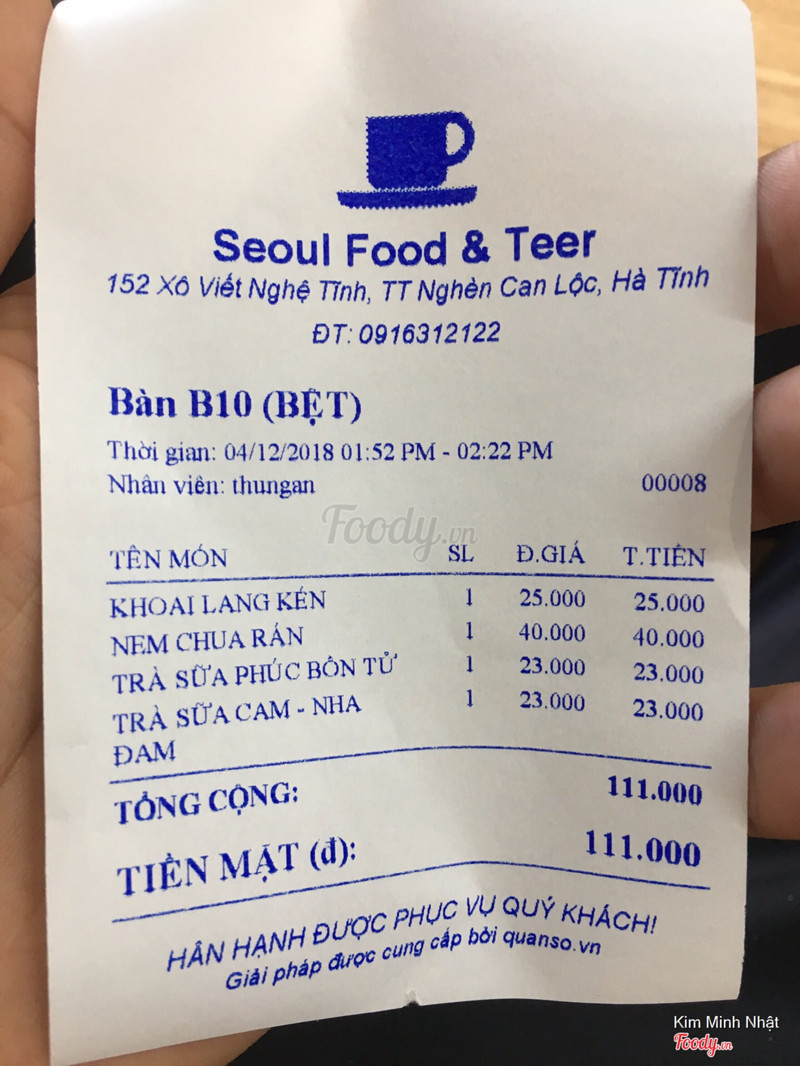 Seoul Food & Teer
152 Xô Viết Nghệ Tĩnh, TT Nghèn Can Lộc, Hà Tĩnh
ĐT: 0916312122
Bàn B10 (BỆT)
Thời gian: 04/12/2018 01:52 PM - 02:22 PM
Nhân viên: thungan 00008
Foody.vn
TÊN MÓN SL Đ.GIÁ T.TIỀN
KHOAI LANG KÉN 1 25.000 25.000
NEM CHUA RÁN 1 40.000 40.000
TRÀ SỮA PHÚC BỒN TỬ 1 23.000 23.000
TRÀ SỮA CAM - NHA 1 23.000 23.000
ĐAM
TỔNG CỘNG: 111.000
TIỀN MẶT (đ): 111.000
HÂN HẠNH ĐƯỢC PHỤC VỤ QUÝ KHÁCH!
Giải pháp được cung cấp bởi quanso.vn
Kim Minh Nhật
Foody.vn